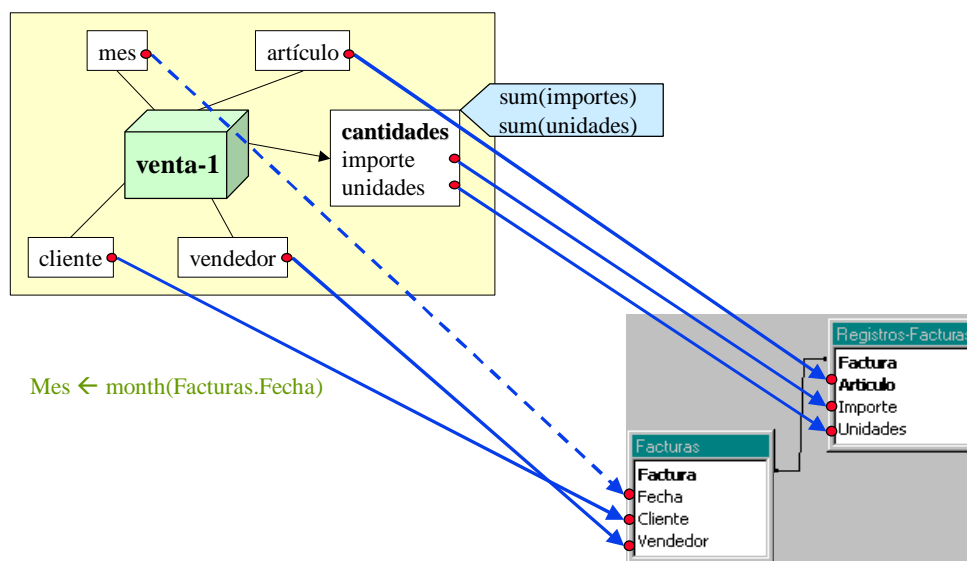 mes
artículo
sum(importes)
sum(unidades)
cantidades
importe
unidades
venta-1
cliente
vendedor
Mes ← month(Facturas.Fecha)
Registros-Facturas
Factura
Articulo
Importe
Unidades
Facturas
Factura
Fecha
Cliente
Vendedor